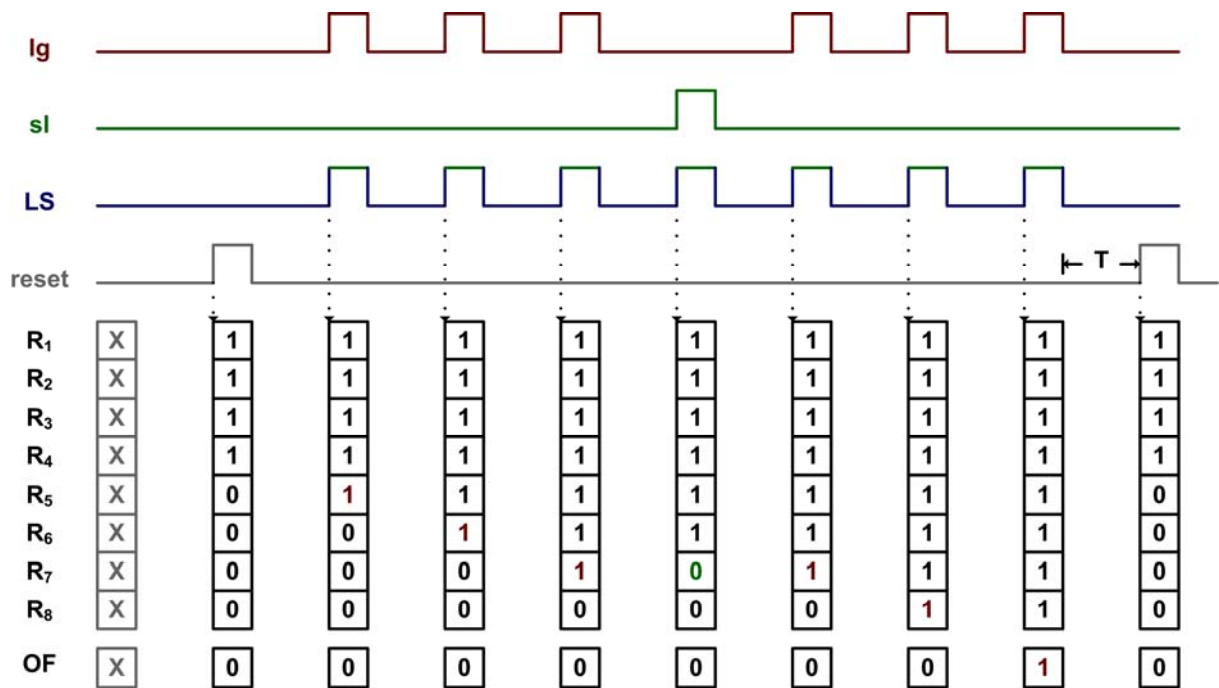 lg
sl
LS
reset
T
R₁ X 1 1 1 1 1 1 1 1 1
R₂ X 1 1 1 1 1 1 1 1 1
R₃ X 1 1 1 1 1 1 1 1 1
R₄ X 1 1 1 1 1 1 1 1 1
R₅ X 0 1 1 1 1 1 1 1 0
R₆ X 0 0 1 1 1 1 1 1 0
R₇ X 0 0 0 1 0 1 1 1 0
R₈ X 0 0 0 0 0 0 1 1 0
OF X 0 0 0 0 0 0 0 1 0